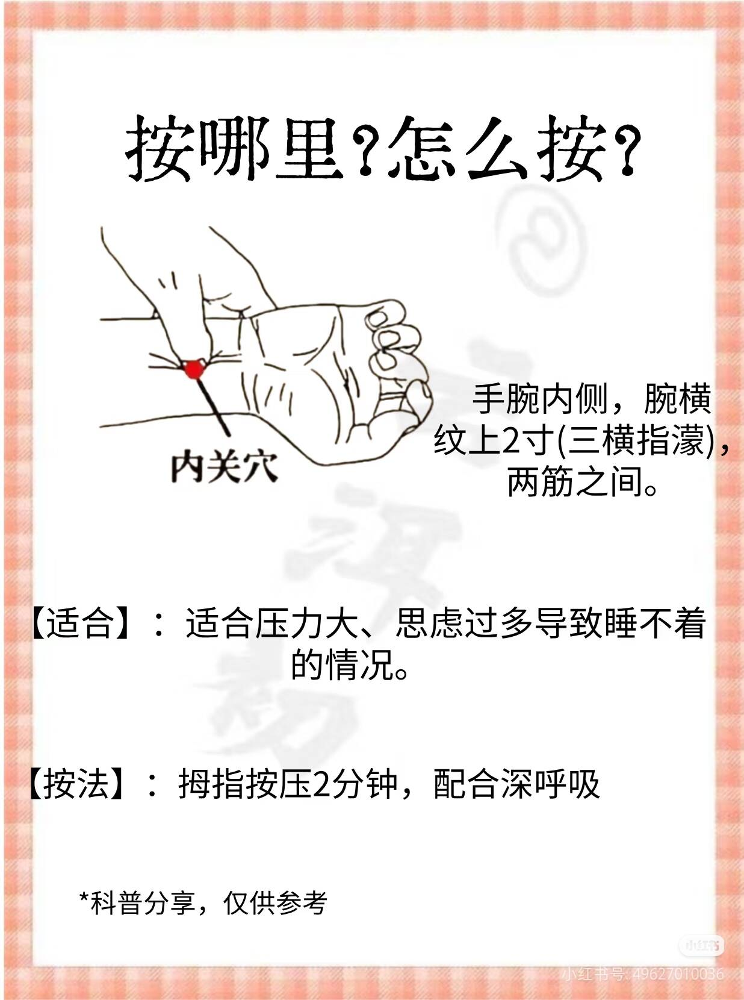 按哪里?怎么按?
内关穴
手腕内侧，腕横
纹上2寸(三横指濛)，
两筋之间。
【适合】：适合压力大、思虑过多导致睡不着
的情况。
【按法】：拇指按压2分钟，配合深呼吸
*科普分享，仅供参考
小红书
小红书号: 49627010036